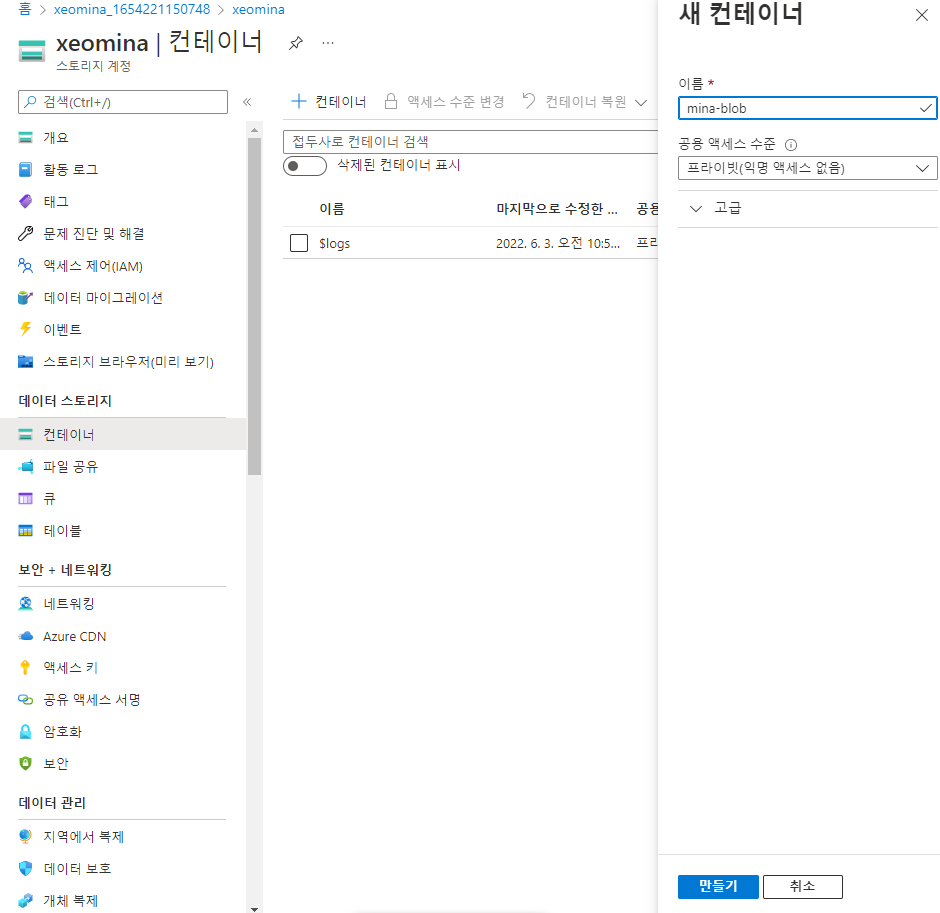 홈 > xeomina_1654221150748 > xeomina
xeomina | 컨테이너 ...
스토리지 계정
검색(Ctrl+/) «
개요
활동 로그
태그
문제 진단 및 해결
액세스 제어(IAM)
데이터 마이그레이션
이벤트
스토리지 브라우저(미리 보기)
데이터 스토리지
컨테이너
파일 공유
큐
테이블
보안 + 네트워킹
네트워킹
Azure CDN
액세스 키
공유 액세스 서명
암호화
보안
데이터 관리
지역에서 복제
데이터 보호
개체 복제
+ 컨테이너 액세스 수준 변경 컨테이너 복원
접두사로 컨테이너 검색
삭제된 컨테이너 표시
이름 마지막으로 수정한 ... 공용
$logs 2022. 6. 3. 오전 10:5... 프라
새 컨테이너
이름 *
mina-blob
공용 액세스 수준
프라이빗(익명 액세스 없음)
고급
만들기 취소